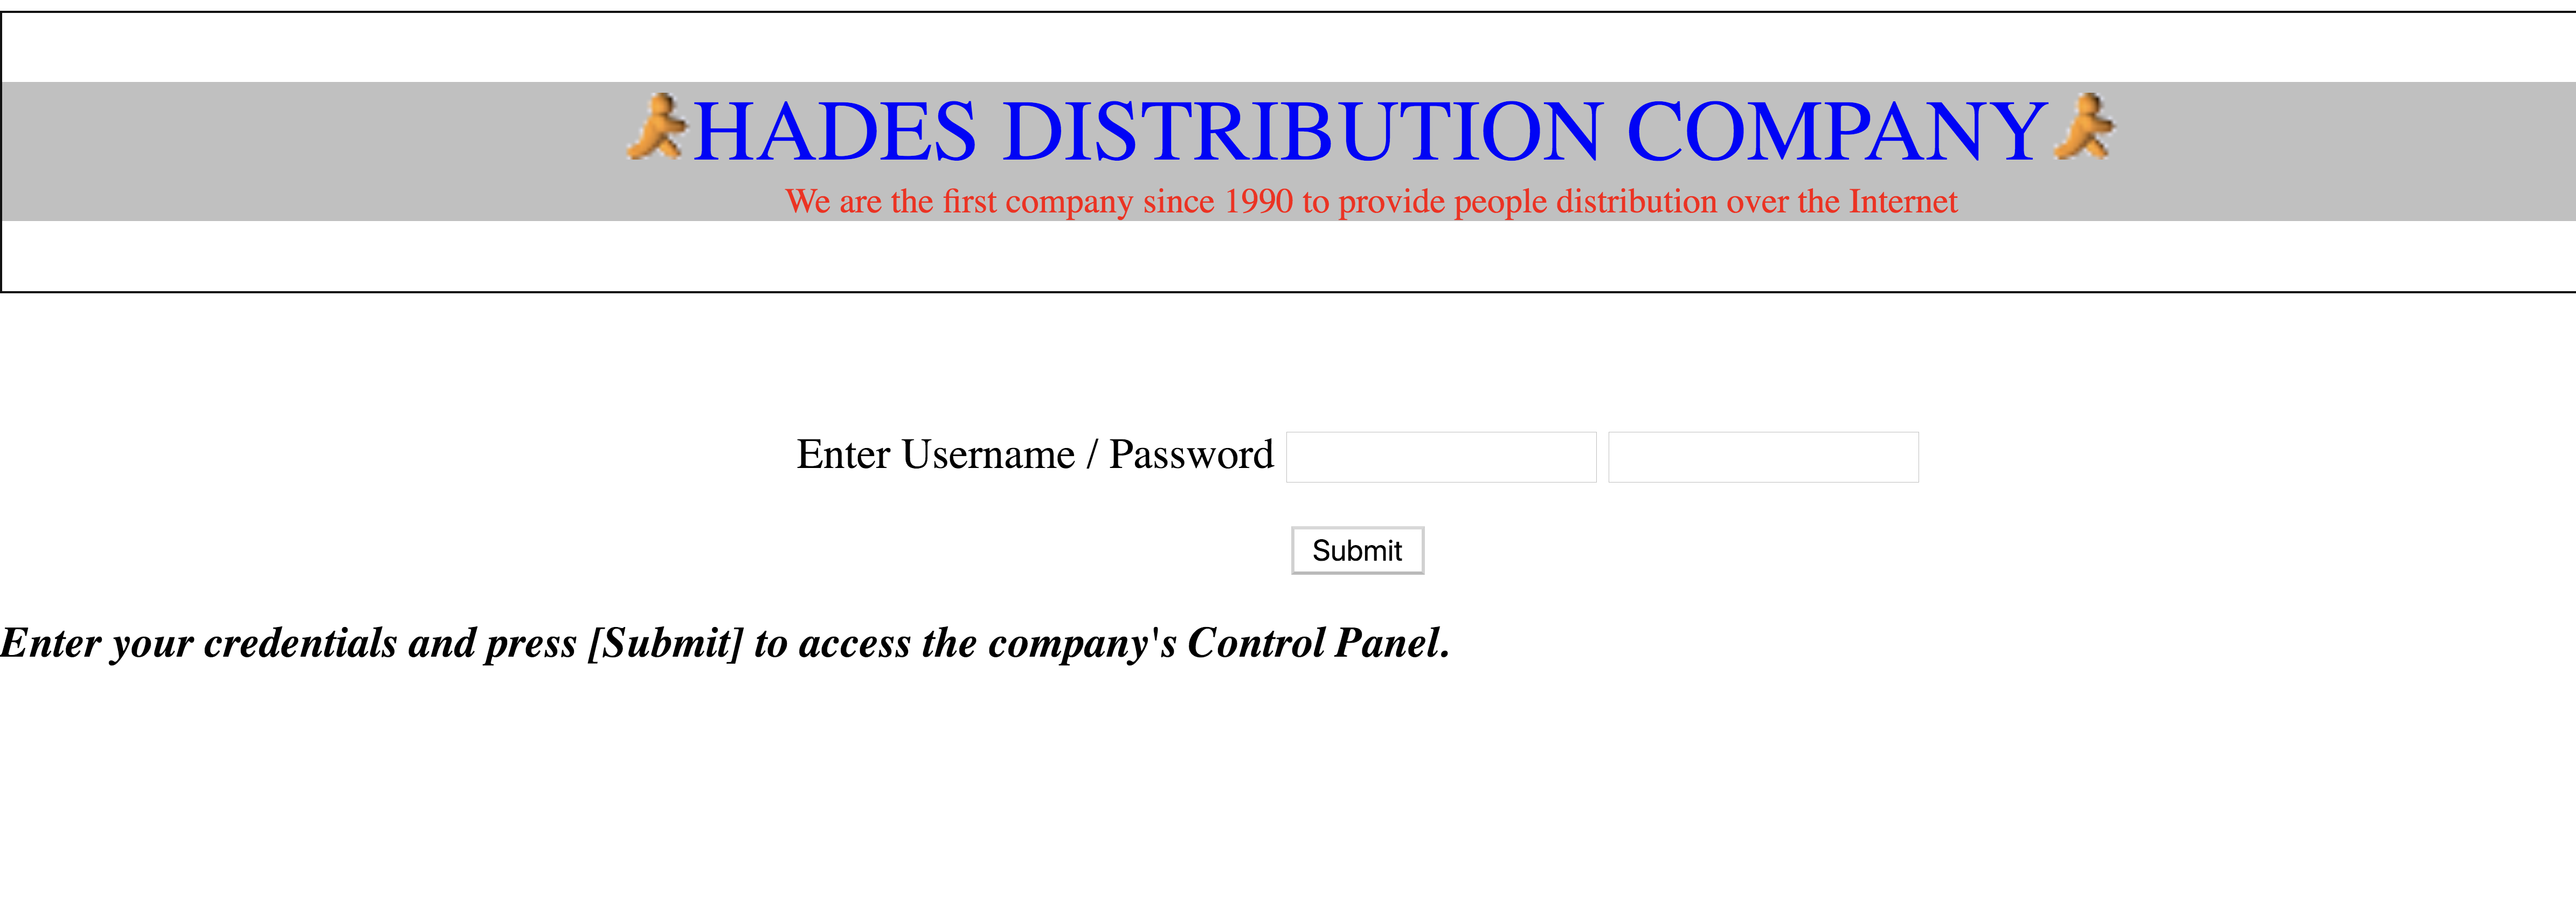 HADES DISTRIBUTION COMPANY
We are the first company since 1990 to provide people distribution over the Internet
Enter Username / Password
Submit
Enter your credentials and press [Submit] to access the company's Control Panel.